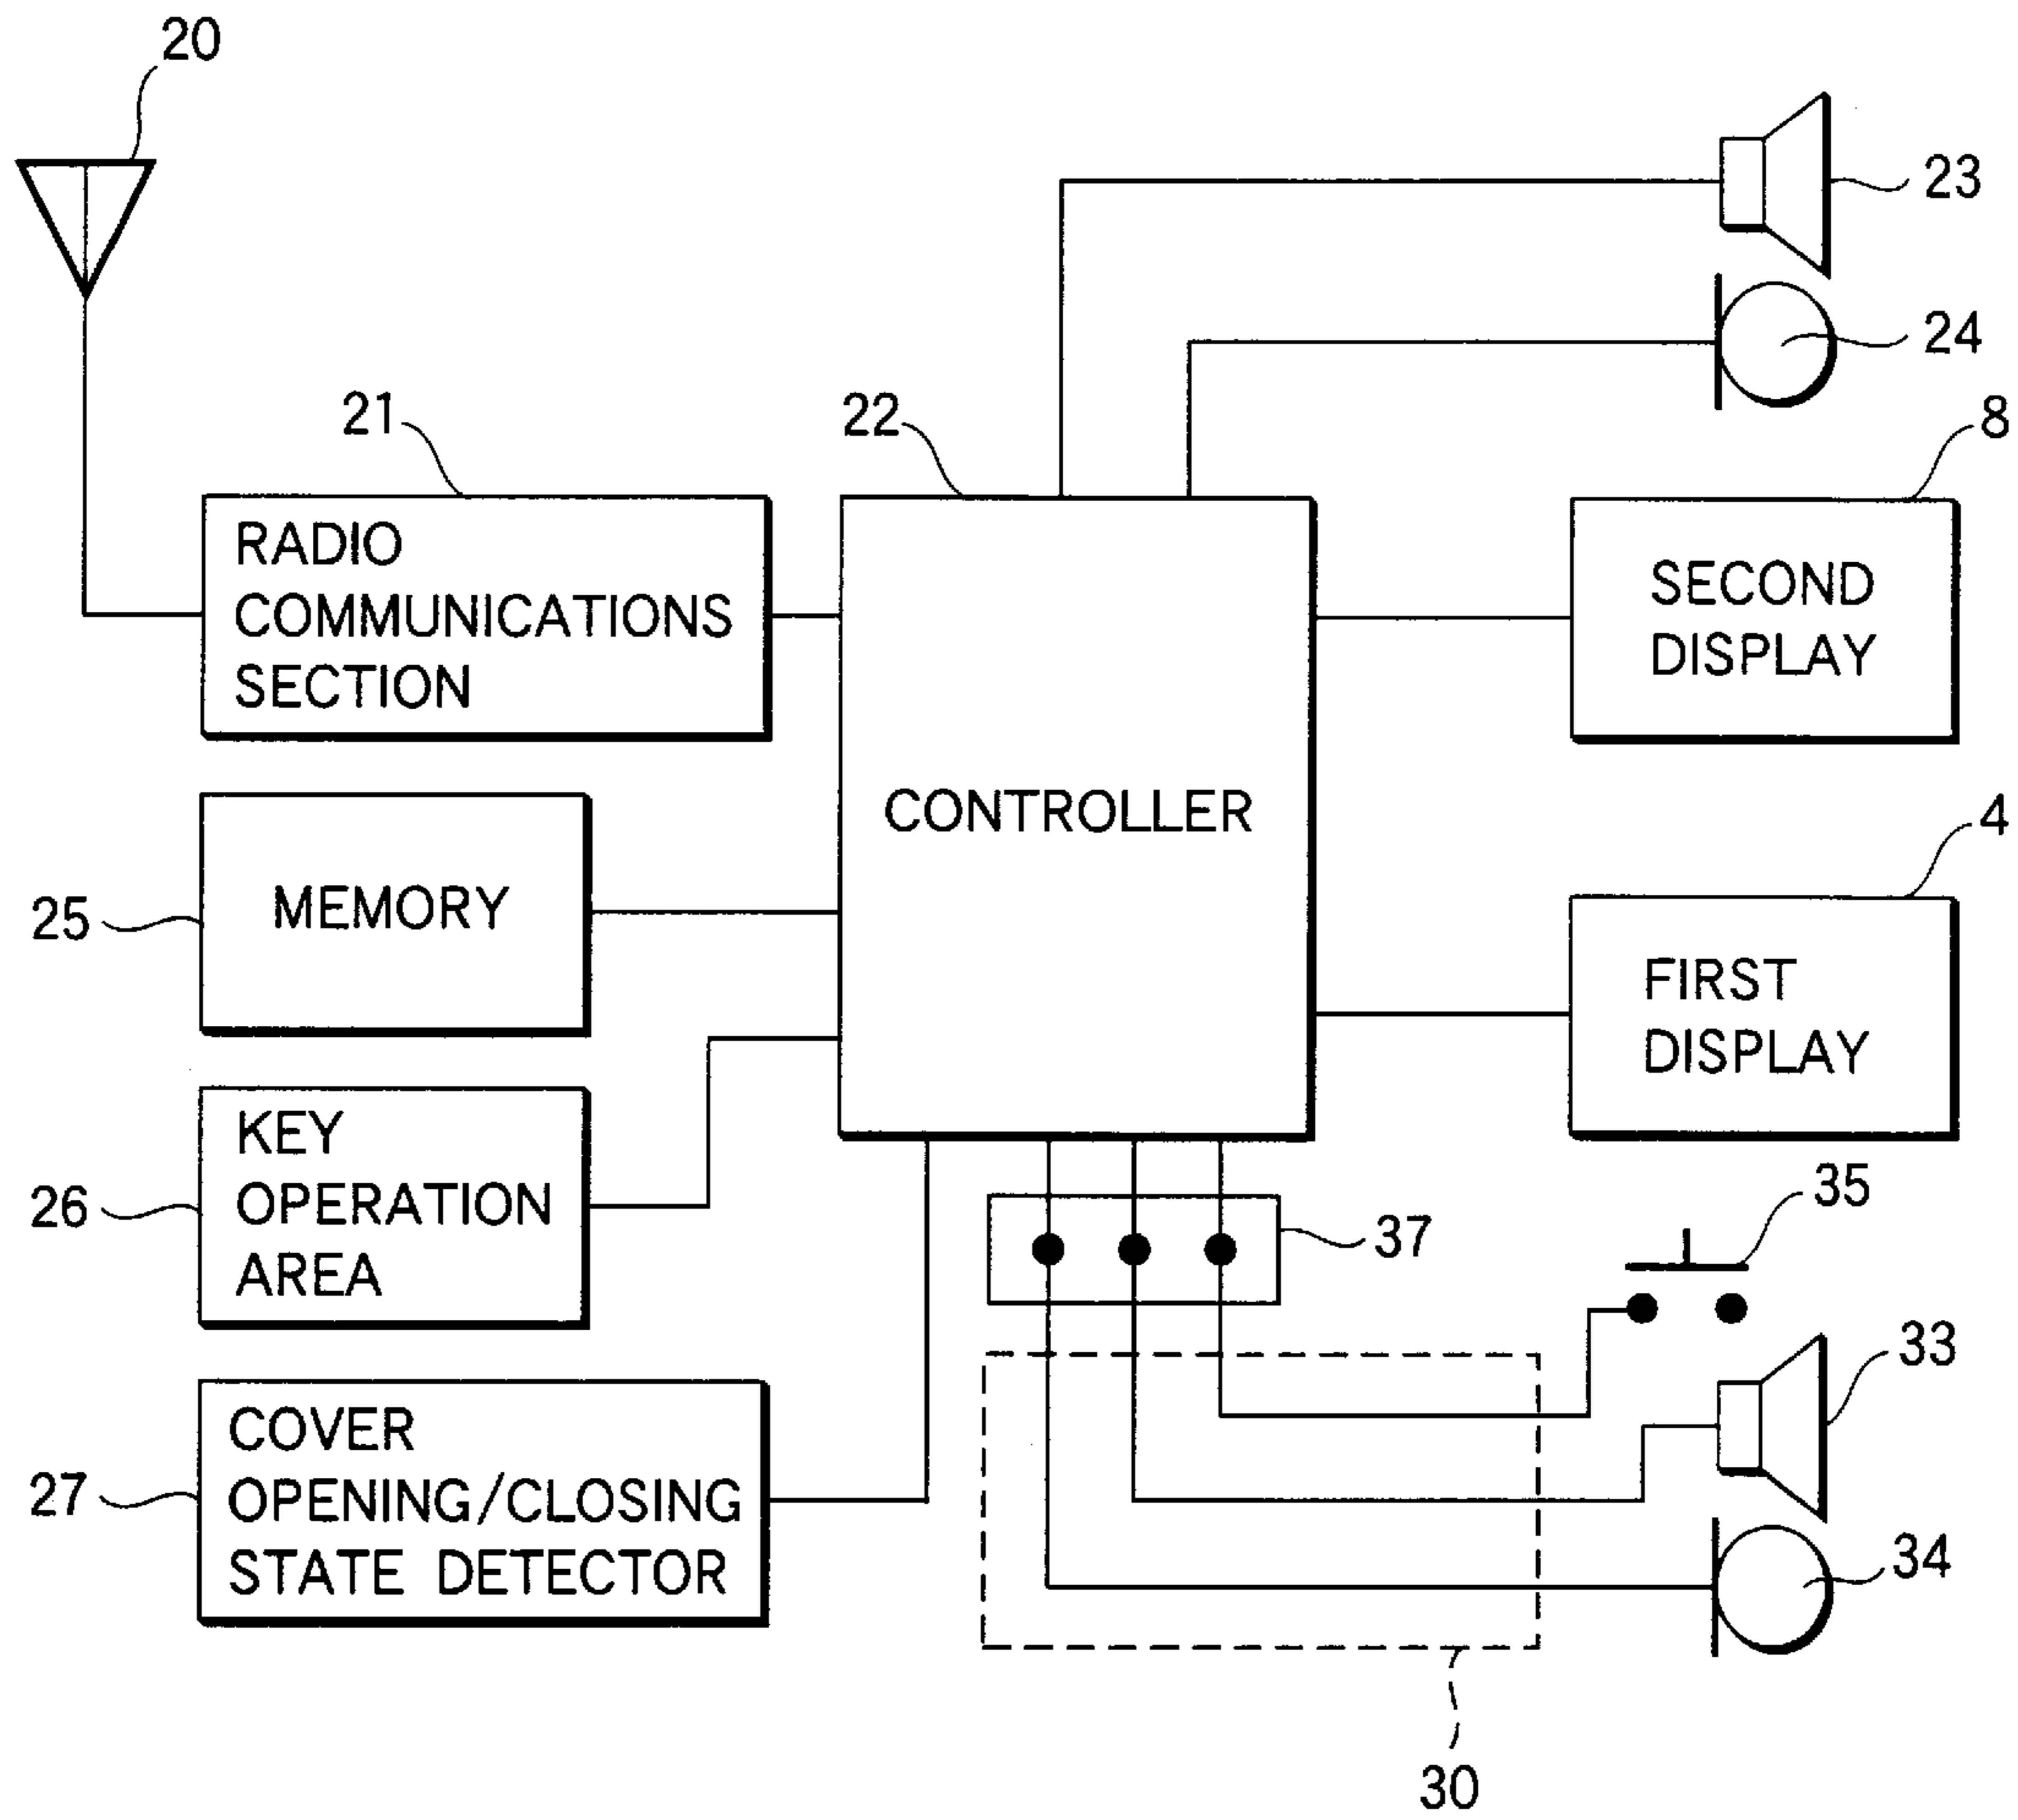 20
23
24
21
22
8
RADIO
COMMUNICATIONS
SECTION
SECOND
DISPLAY
CONTROLLER
4
25
MEMORY
FIRST
DISPLAY
26
KEY
OPERATION
AREA
35
37
33
27
COVER
OPENING/CLOSING
STATE DETECTOR
34
30